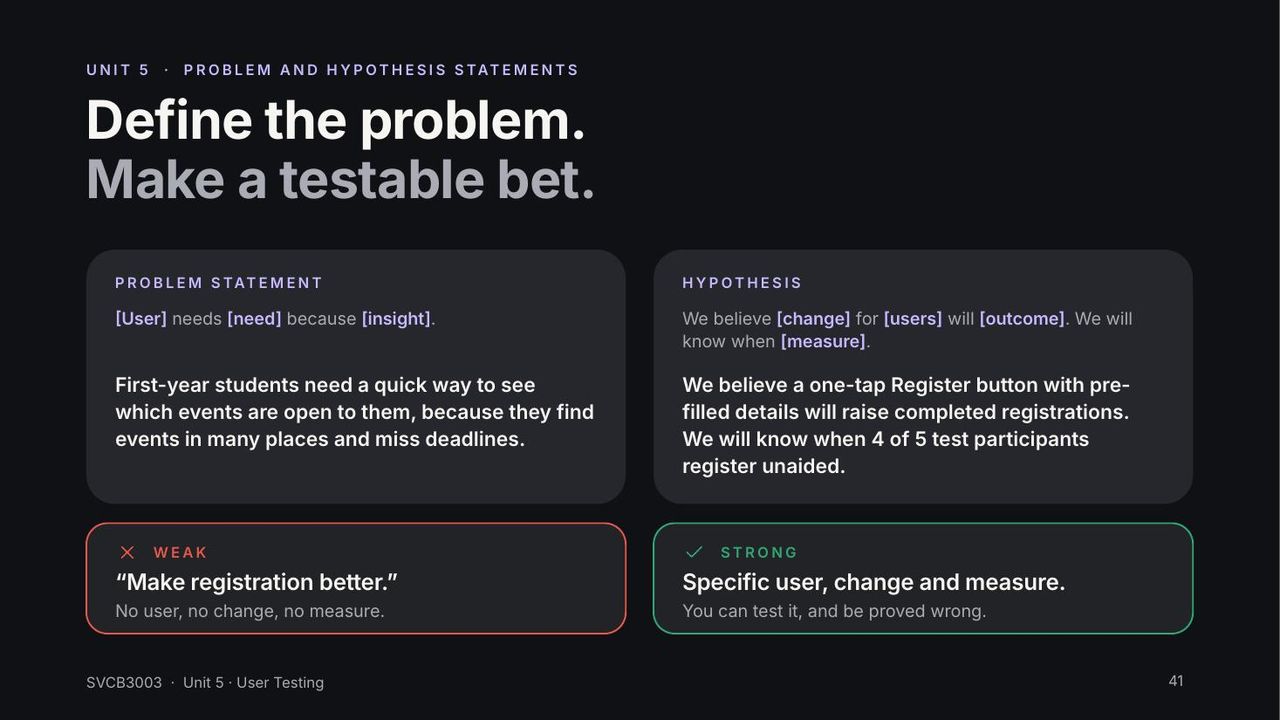 UNIT 5 · PROBLEM AND HYPOTHESIS STATEMENTS
Define the problem.
Make a testable bet.
PROBLEM STATEMENT
[User] needs [need] because [insight].
First-year students need a quick way to see
which events are open to them, because they find
events in many places and miss deadlines.
HYPOTHESIS
We believe [change] for [users] will [outcome]. We will
know when [measure].
We believe a one-tap Register button with pre-
filled details will raise completed registrations.
We will know when 4 of 5 test participants
register unaided.
WEAK
“Make registration better.”
No user, no change, no measure.
STRONG
Specific user, change and measure.
You can test it, and be proved wrong.
SVCB3003 · Unit 5 · User Testing
41